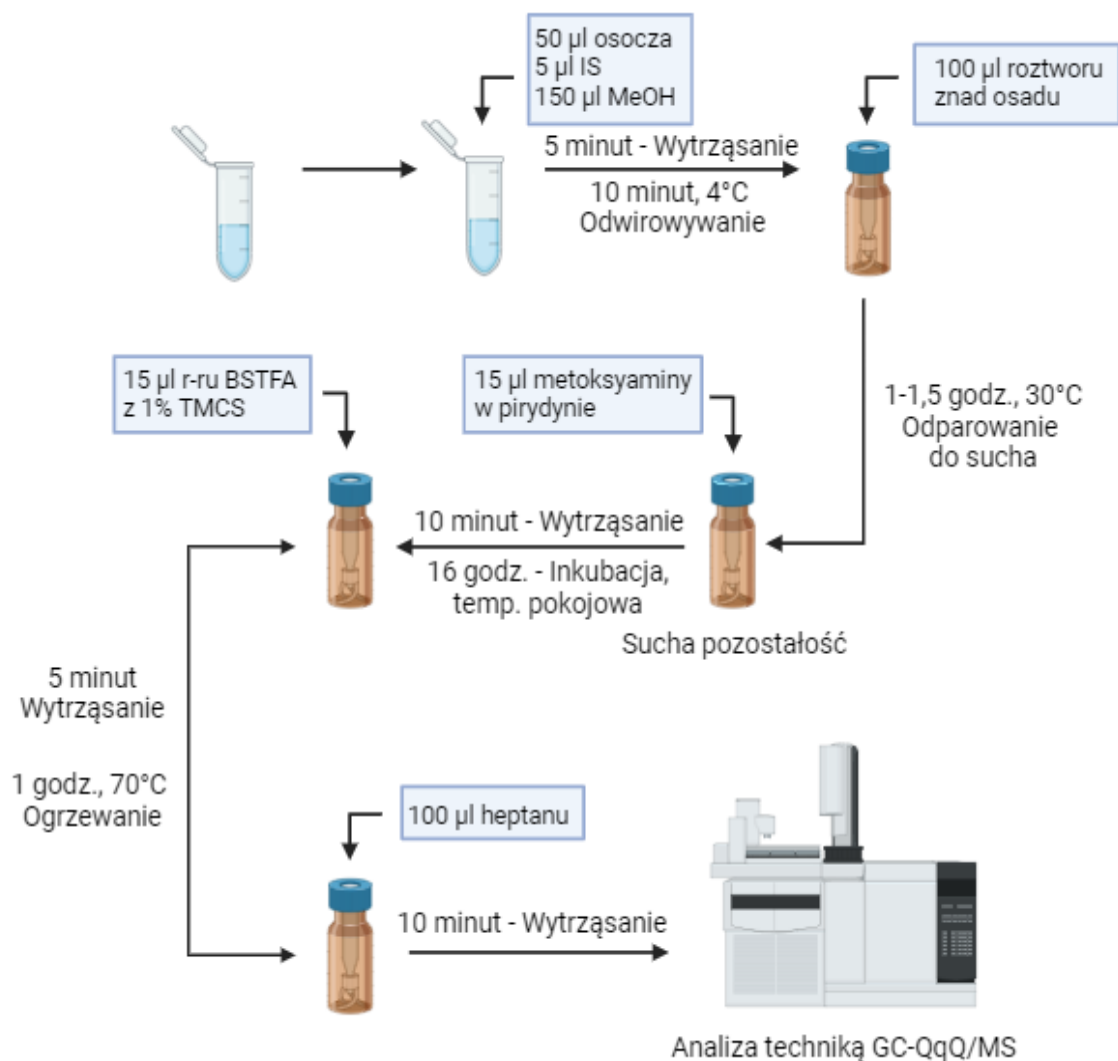 50 µl osocza
5 µl IS
150 µl MeOH
100 µl roztworu
znad osadu
5 minut - Wytrząsanie
10 minut, 4°C
Odwirowywanie
1-1,5 godz., 30°C
Odparowanie
do sucha
15 µl metoksyaminy
w pirydynie
15 µl r-ru BSTFA
z 1% TMCS
10 minut - Wytrząsanie
16 godz. - Inkubacja,
temp. pokojowa
Sucha pozostałość
5 minut
Wytrząsanie
1 godz., 70°C
Ogrzewanie
100 µl heptanu
10 minut - Wytrząsanie
Analiza techniką GC-QqQ/MS